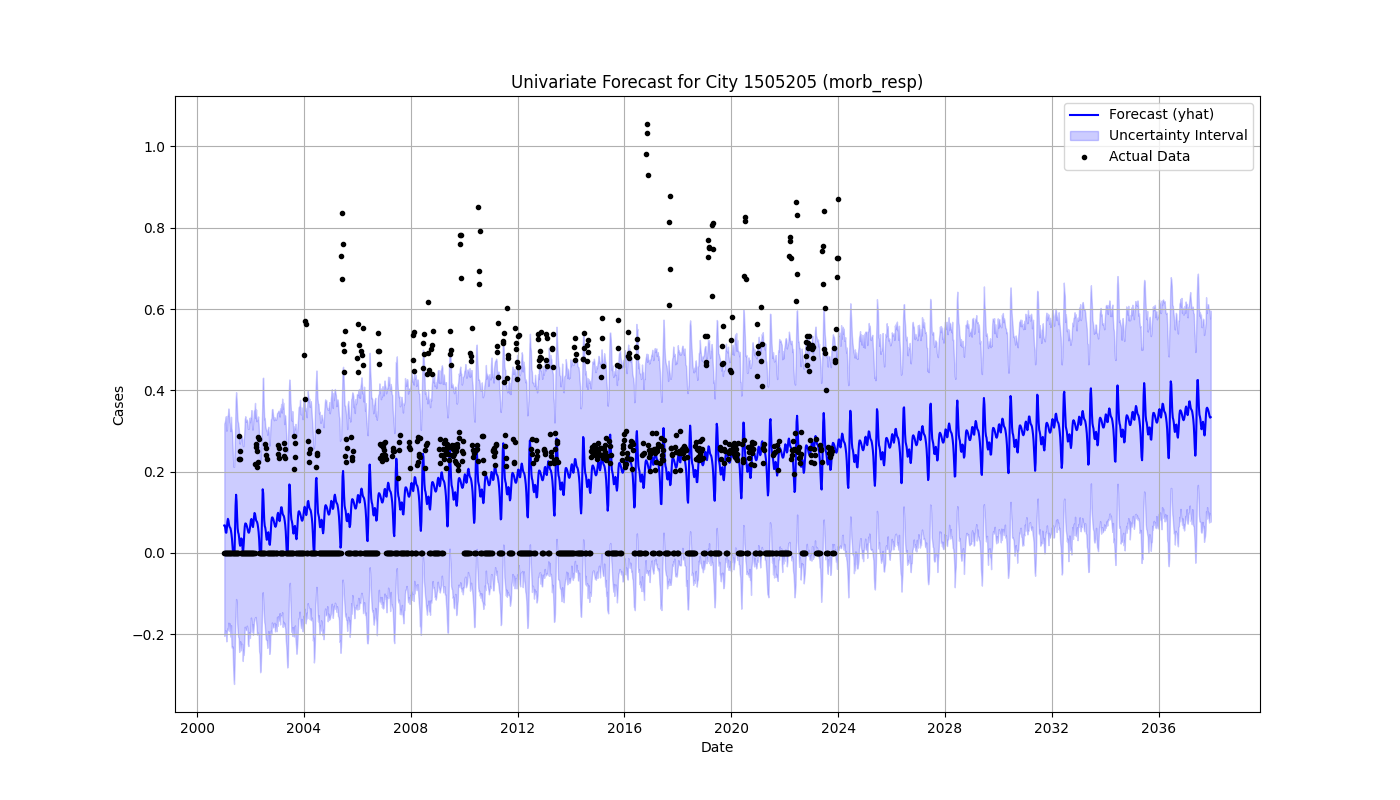 Univariate Forecast for City 1505205 (morb_resp)
Forecast (yhat)
Uncertainty Interval
Actual Data
Cases
1.0
0.8
0.6
0.4
0.2
0.0
−0.2
2000 2004 2008 2012 2016 2020 2024 2028 2032 2036
Date